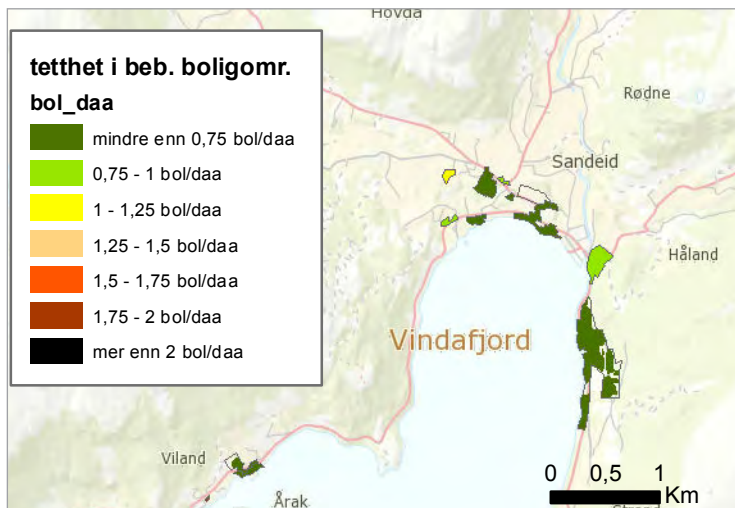 Hovda
tetthet i beb. boligomr.
bol_daa
mindre enn 0,75 bol/daa
0,75 - 1 bol/daa
1 - 1,25 bol/daa
1,25 - 1,5 bol/daa
1,5 - 1,75 bol/daa
1,75 - 2 bol/daa
mer enn 2 bol/daa
Rødne
Sandeid
Håland
Vindafjord
Viland
Årak
0 0,5 1
Km